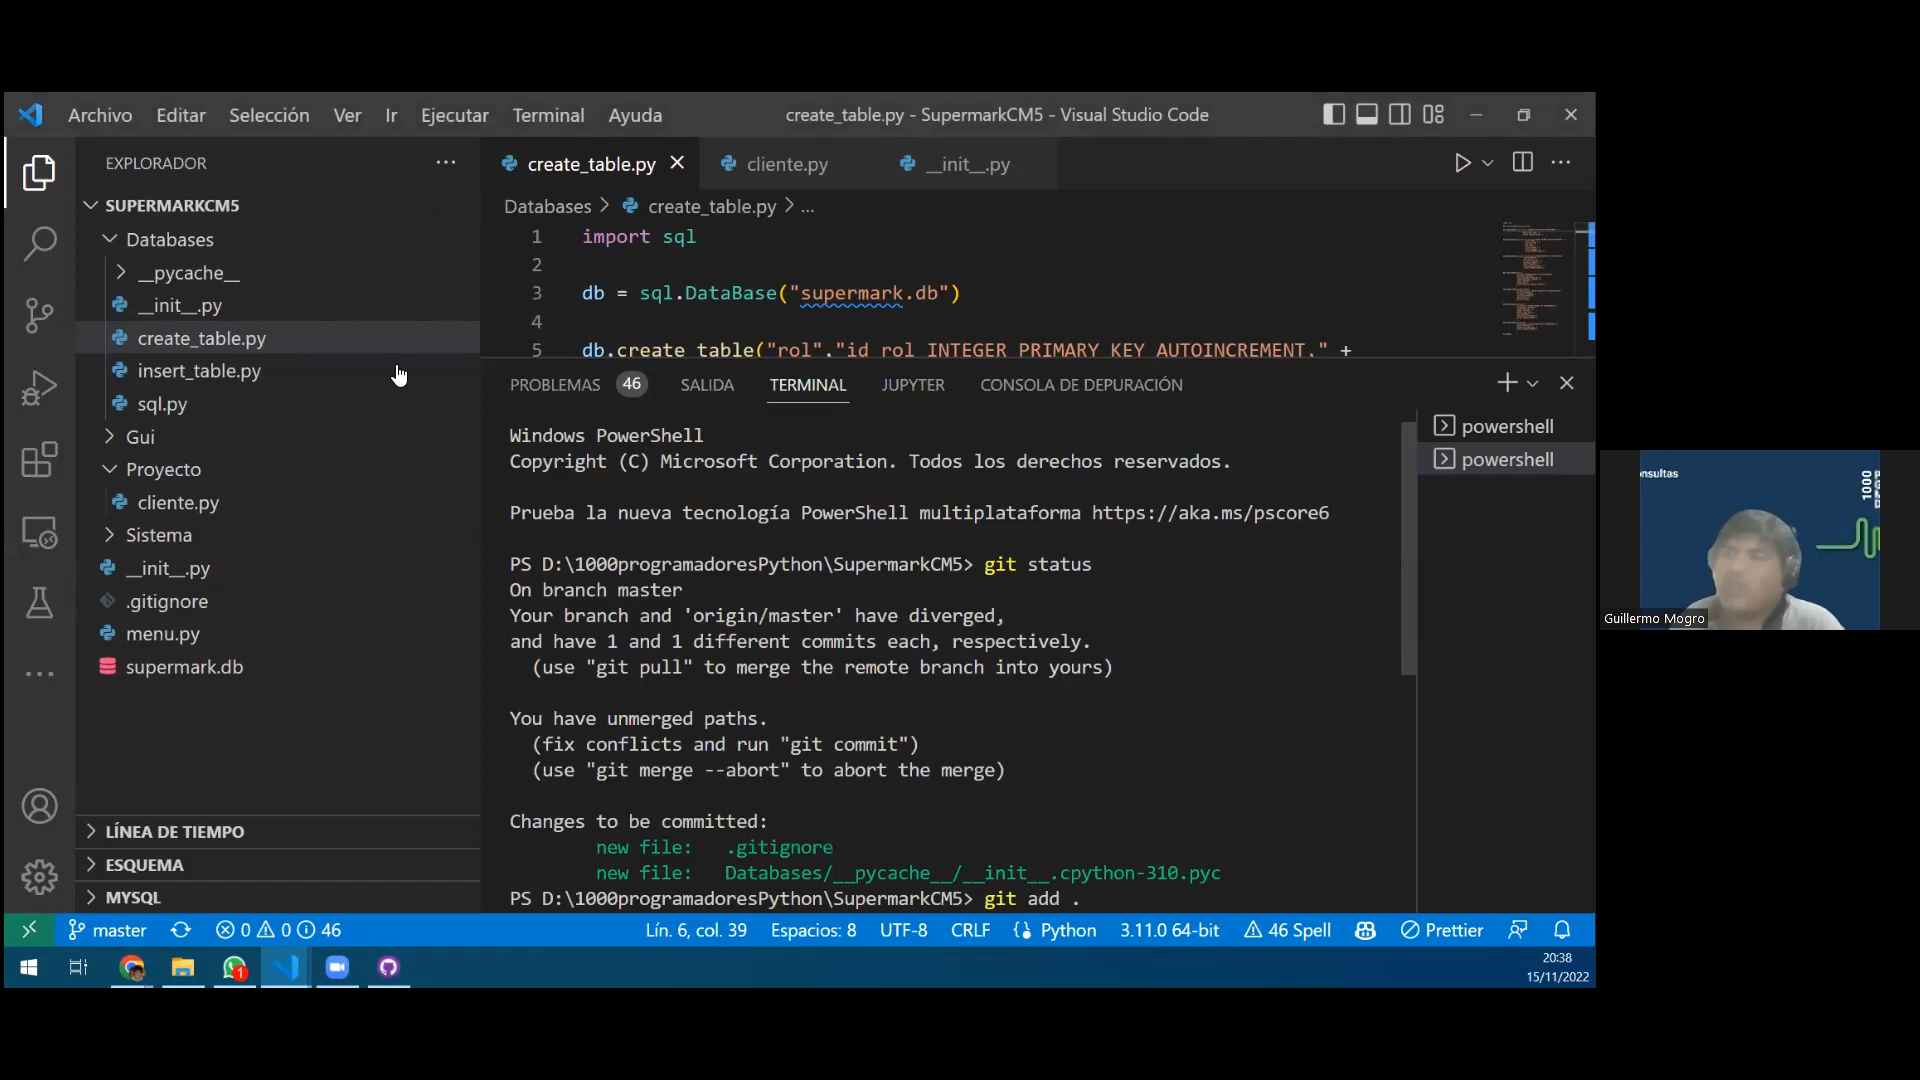 Archivo Editar Selección Ver Ir Ejecutar Terminal Ayuda create_table.py - SupermarkCM5 - Visual Studio Code
EXPLORADOR
SUPERMARKCM5
Databases
__pycache__
__init__.py
create_table.py
insert_table.py
sql.py
Gui
Proyecto
cliente.py
Sistema
__init__.py
.gitignore
menu.py
supermark.db
LÍNEA DE TIEMPO
ESQUEMA
MYSQL
create_table.py cliente.py __init__.py
Databases > create_table.py > ...
1 import sql
2
3 db = sql.DataBase("supermark.db")
4
5 db.create_table("rol","id_rol INTEGER PRIMARY KEY AUTOINCREMENT," +
PROBLEMAS 46 SALIDA TERMINAL JUPYTER CONSOLA DE DEPURACIÓN
Windows PowerShell
Copyright (C) Microsoft Corporation. Todos los derechos reservados.
Prueba la nueva tecnología PowerShell multiplataforma https://aka.ms/pscore6
PS D:\1000programadoresPython\SupermarkCM5> git status
On branch master
Your branch and 'origin/master' have diverged,
and have 1 and 1 different commits each, respectively.
(use "git pull" to merge the remote branch into yours)
You have unmerged paths.
(fix conflicts and run "git commit")
(use "git merge --abort" to abort the merge)
Changes to be committed:
new file: .gitignore
new file: Databases/__pycache__/__init__.cpython-310.pyc
PS D:\1000programadoresPython\SupermarkCM5> git add .
powershell
powershell
master 0 0 46 Lín. 6, col. 39 Espacios: 8 UTF-8 CRLF Python 3.11.0 64-bit 46 Spell Prettier
1
20:38
15/11/2022
nsultas
1000
Guillermo Mogro